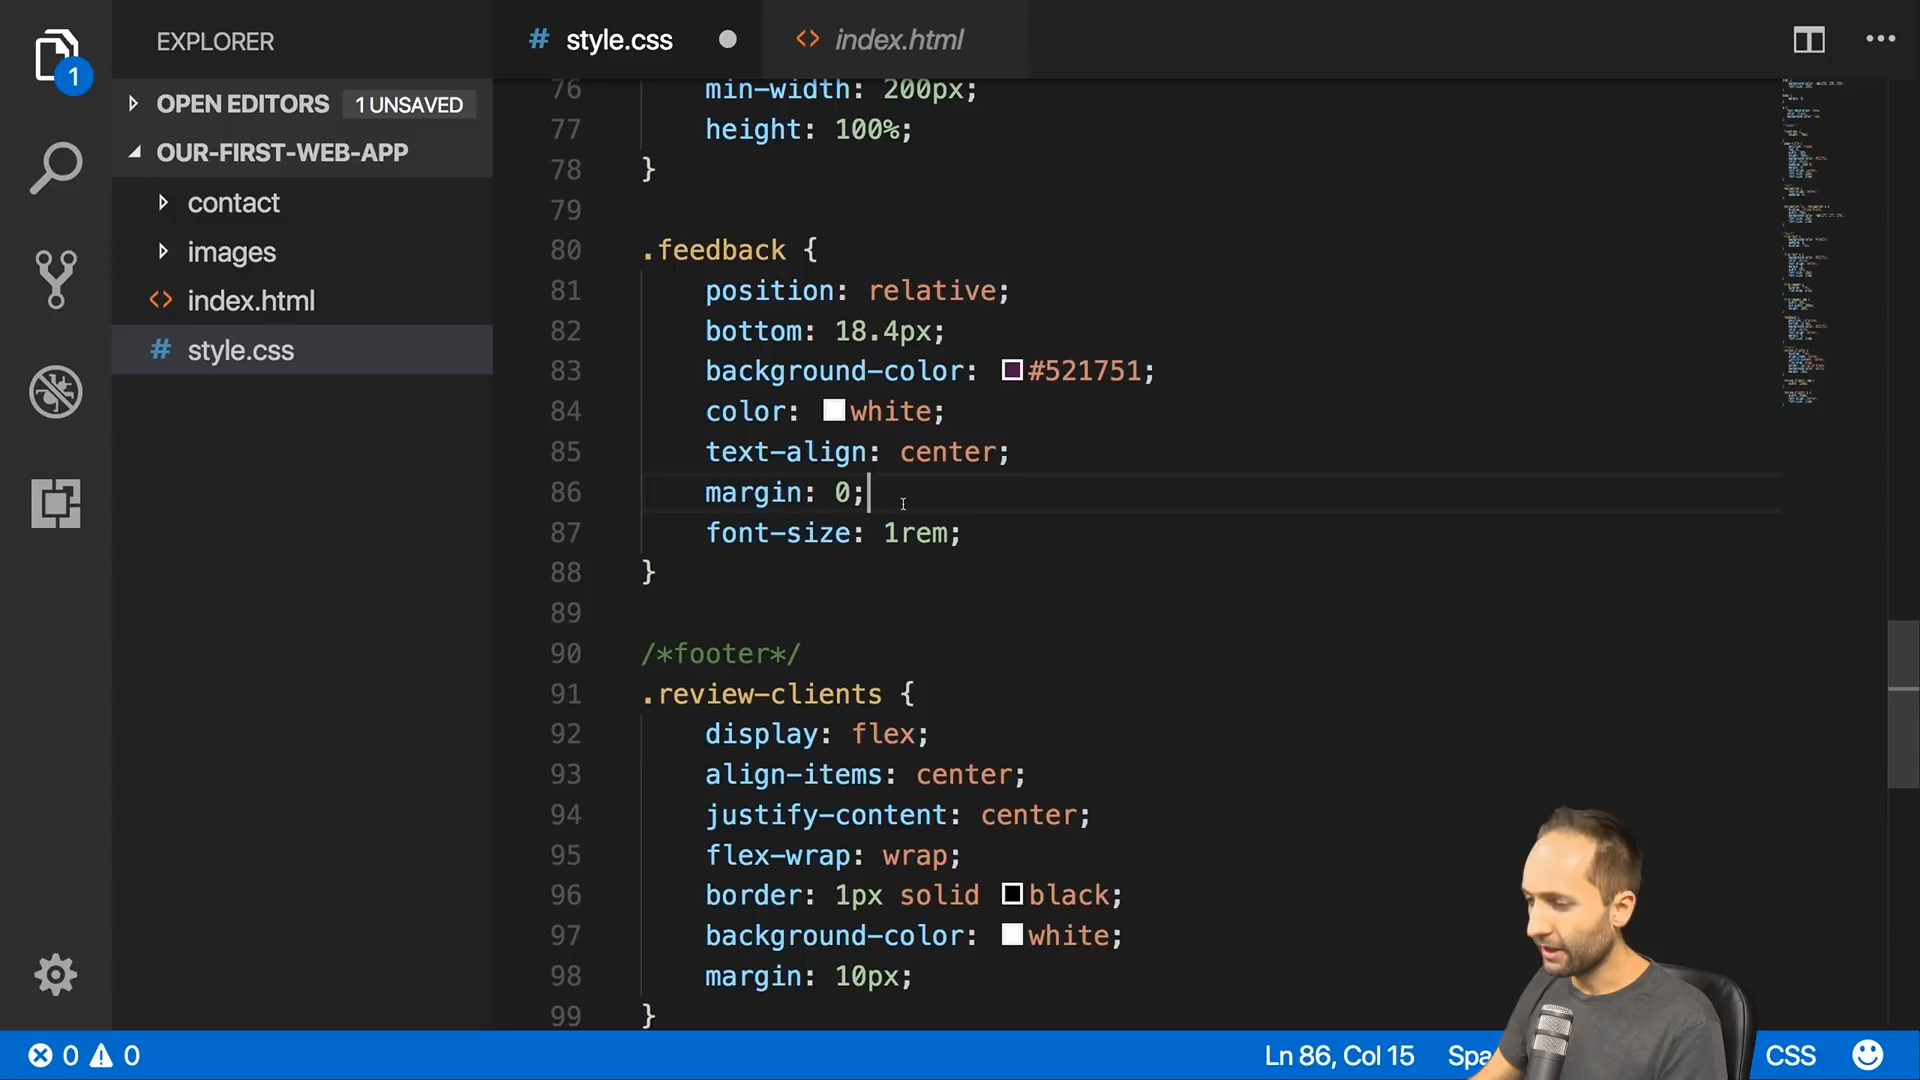 EXPLORER
# style.css
<> index.html
1
OPEN EDITORS 1 UNSAVED
OUR-FIRST-WEB-APP
contact
images
<> index.html
# style.css
76 min-width: 200px;
77 height: 100%;
78 }
79
80 .feedback {
81 position: relative;
82 bottom: 18.4px;
83 background-color: #521751;
84 color: white;
85 text-align: center;
86 margin: 0;
87 font-size: 1rem;
88 }
89
90 /*footer*/
91 .review-clients {
92 display: flex;
93 align-items: center;
94 justify-content: center;
95 flex-wrap: wrap;
96 border: 1px solid black;
97 background-color: white;
98 margin: 10px;
99 }
0 0 Ln 86, Col 15 CSS